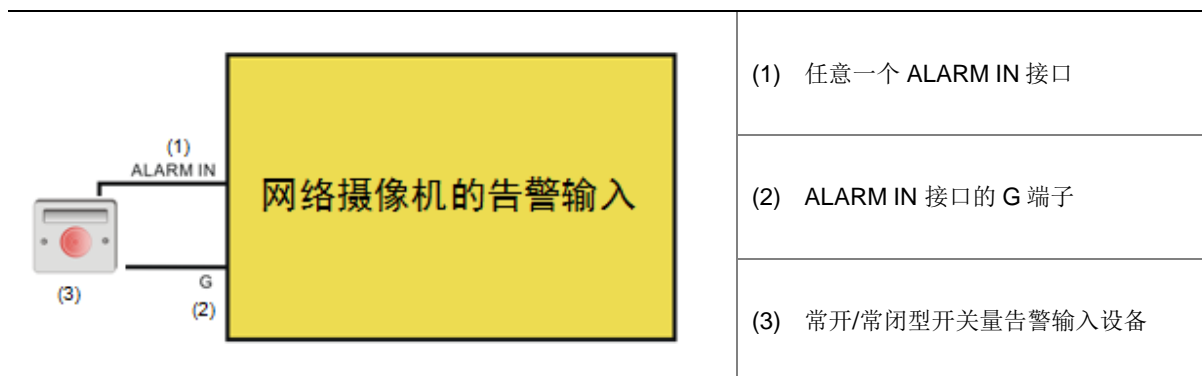 (1)
ALARM IN
网络摄像机的告警输入
G
(2)
(3)
(1) 任意一个 ALARM IN 接口
(2) ALARM IN 接口的 G 端子
(3) 常开/常闭型开关量告警输入设备